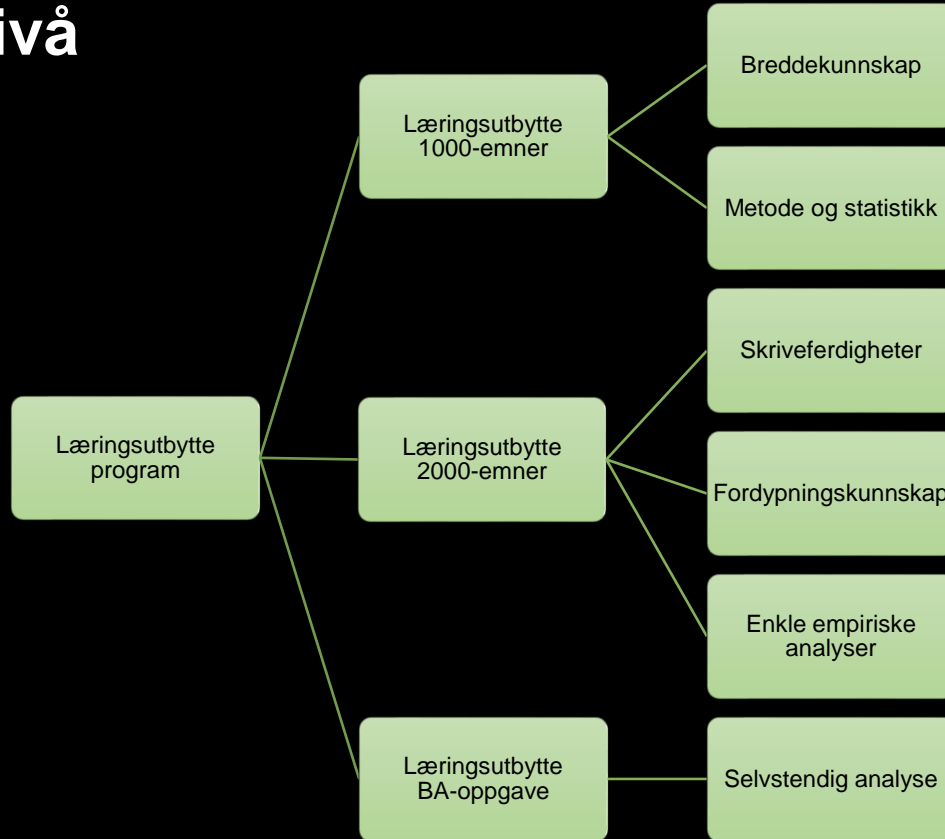 ivå
Læringsutbytte
program
Læringsutbytte
1000-emner
Breddekunnskap
Metode og statistikk
Læringsutbytte
2000-emner
Skriveferdigheter
Fordypningskunnskap
Enkle empiriske
analyser
Læringsutbytte
BA-oppgave
Selvstendig analyse